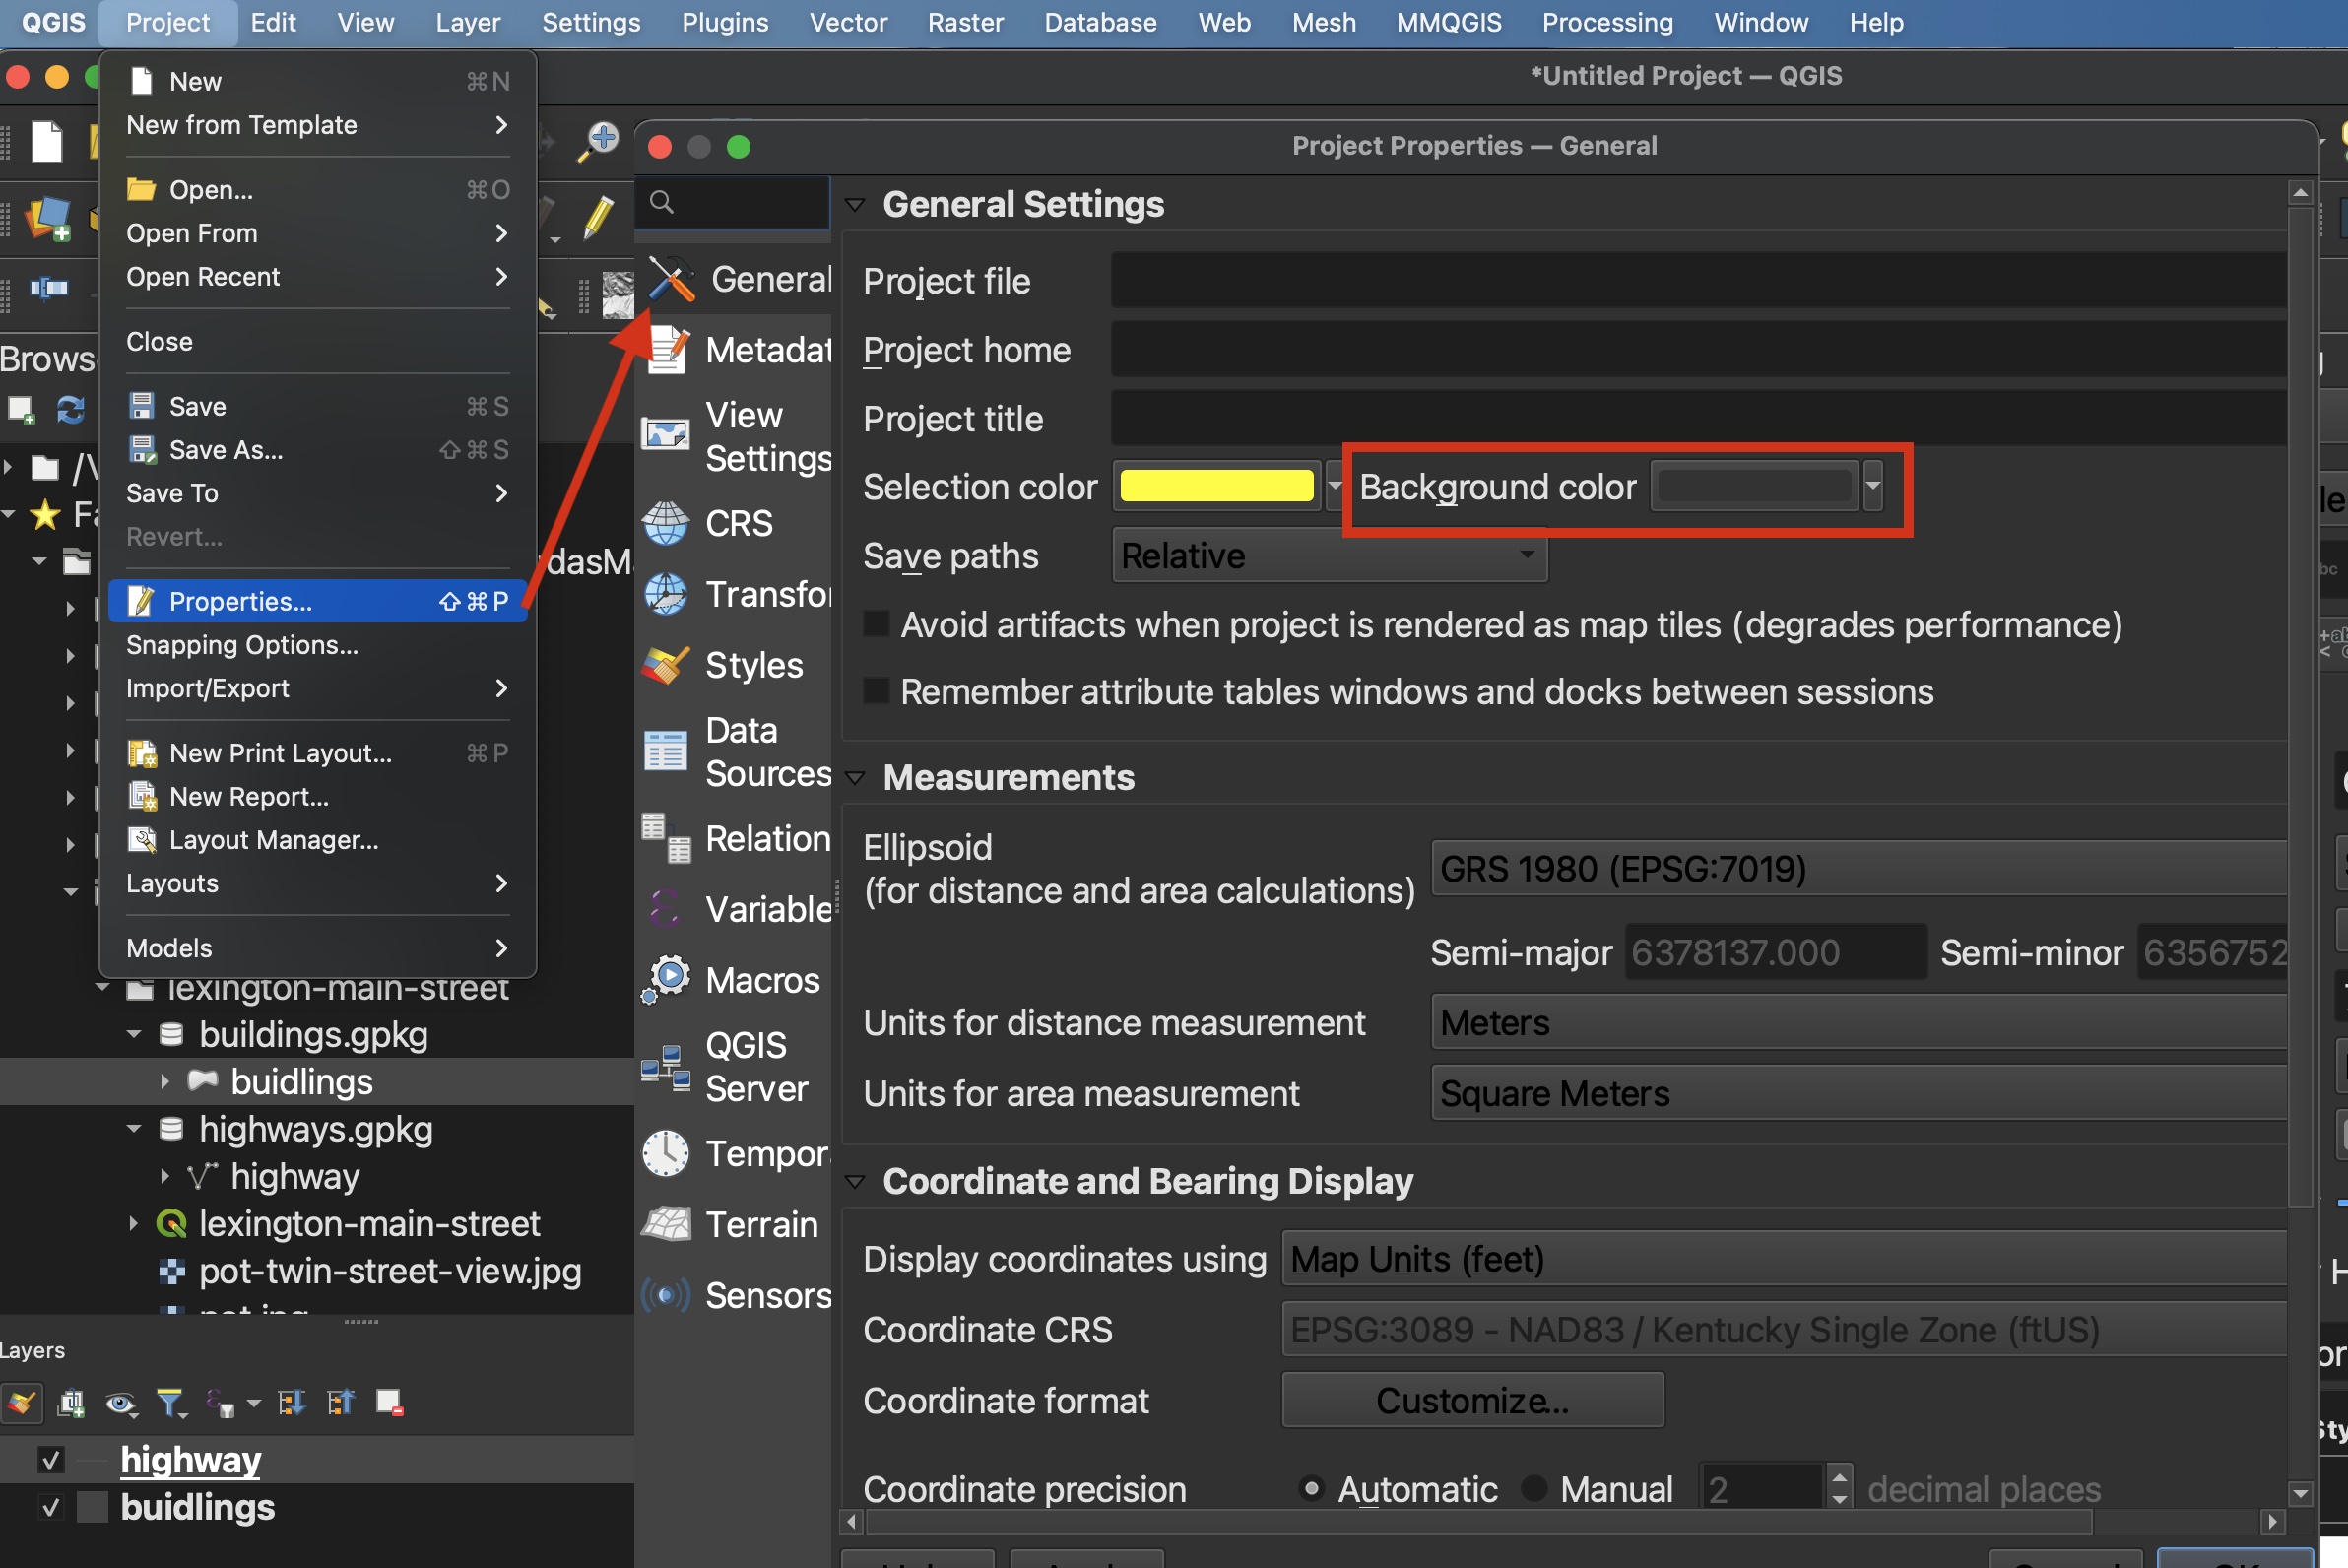 QGIS Project Edit View Layer Settings Plugins Vector Raster Database Web Mesh MMQGIS Processing Window Help
*Untitled Project — QGIS
New ⌘N
New from Template
Open... ⌘O
Open From
Open Recent
Close
Save ⌘S
Save As... ⇧⌘S
Save To
Revert...
Properties... ⇧⌘P
Snapping Options...
Import/Export
New Print Layout... ⌘P
New Report...
Layout Manager...
Layouts
Models
Brows
/V
Fa
dasMa
lexington-main-street
buildings.gpkg
buidlings
highways.gpkg
highway
lexington-main-street
pot-twin-street-view.jpg
Layers
highway
buidlings
Project Properties — General
General
Metadat
View
Settings
CRS
Transfor
Styles
Data
Sources
Relation
Variable
Macros
QGIS
Server
Tempora
Terrain
Sensors
General Settings
Project file
Project home
Project title
Selection color Background color
Save paths Relative
Avoid artifacts when project is rendered as map tiles (degrades performance)
Remember attribute tables windows and docks between sessions
Measurements
Ellipsoid
(for distance and area calculations) GRS 1980 (EPSG:7019)
Semi-major 6378137.000 Semi-minor 6356752
Units for distance measurement Meters
Units for area measurement Square Meters
Coordinate and Bearing Display
Display coordinates using Map Units (feet)
Coordinate CRS EPSG:3089 - NAD83 / Kentucky Single Zone (ftUS)
Coordinate format Customize...
Coordinate precision Automatic Manual 2 decimal places